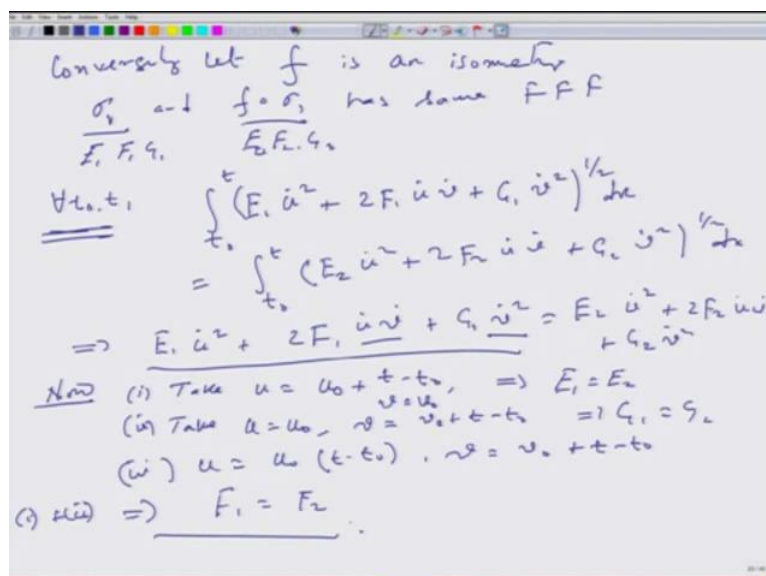 Conversely let f is an isometry
σ₁ and f∘σ₁ has same FFF
E₁ F₁ G₁ E₂ F₂ G₂
∀ t₀, t₁ ∫_{t₀}^{t} (E₁ u̇² + 2F₁ u̇ v̇ + G₁ v̇²)^{1/2} dx
= ∫_{t₀}^{t} (E₂ u̇² + 2F₂ u̇ v̇ + G₂ v̇²)^{1/2} dx
=> E₁ u̇² + 2F₁ u̇ v̇ + G₁ v̇² = E₂ u̇² + 2F₂ u̇ v̇
+ G₂ v̇²
Now (i) Take u = u₀ + t - t₀, => E₁ = E₂
v = v₀
(ii) Take u = u₀, v = v₀ + t - t₀ => G₁ = G₂
(iii) u = u₀ (t - t₀), v = v₀ + t - t₀
(i) + (ii) => F₁ = F₂